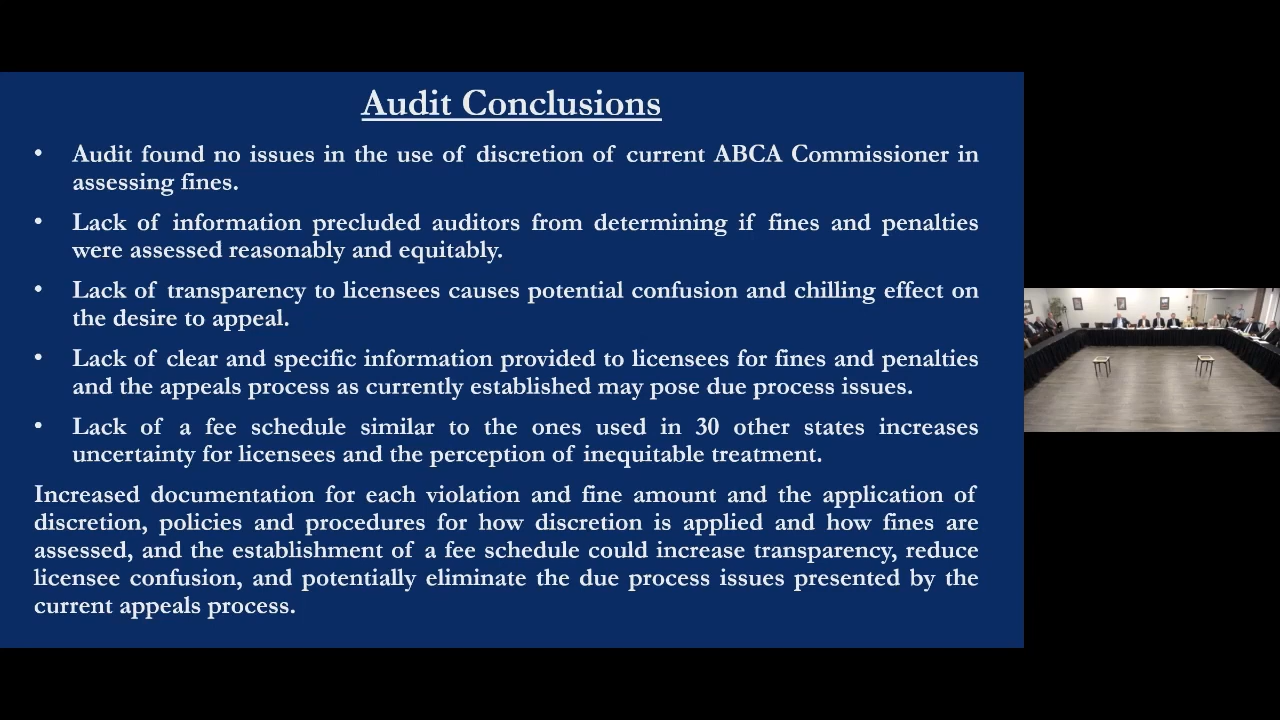 Audit Conclusions
• Audit found no issues in the use of discretion of current ABCA Commissioner in
assessing fines.
• Lack of information precluded auditors from determining if fines and penalties
were assessed reasonably and equitably.
• Lack of transparency to licensees causes potential confusion and chilling effect on
the desire to appeal.
• Lack of clear and specific information provided to licensees for fines and penalties
and the appeals process as currently established may pose due process issues.
• Lack of a fee schedule similar to the ones used in 30 other states increases
uncertainty for licensees and the perception of inequitable treatment.
Increased documentation for each violation and fine amount and the application of
discretion, policies and procedures for how discretion is applied and how fines are
assessed, and the establishment of a fee schedule could increase transparency, reduce
licensee confusion, and potentially eliminate the due process issues presented by the
current appeals process.